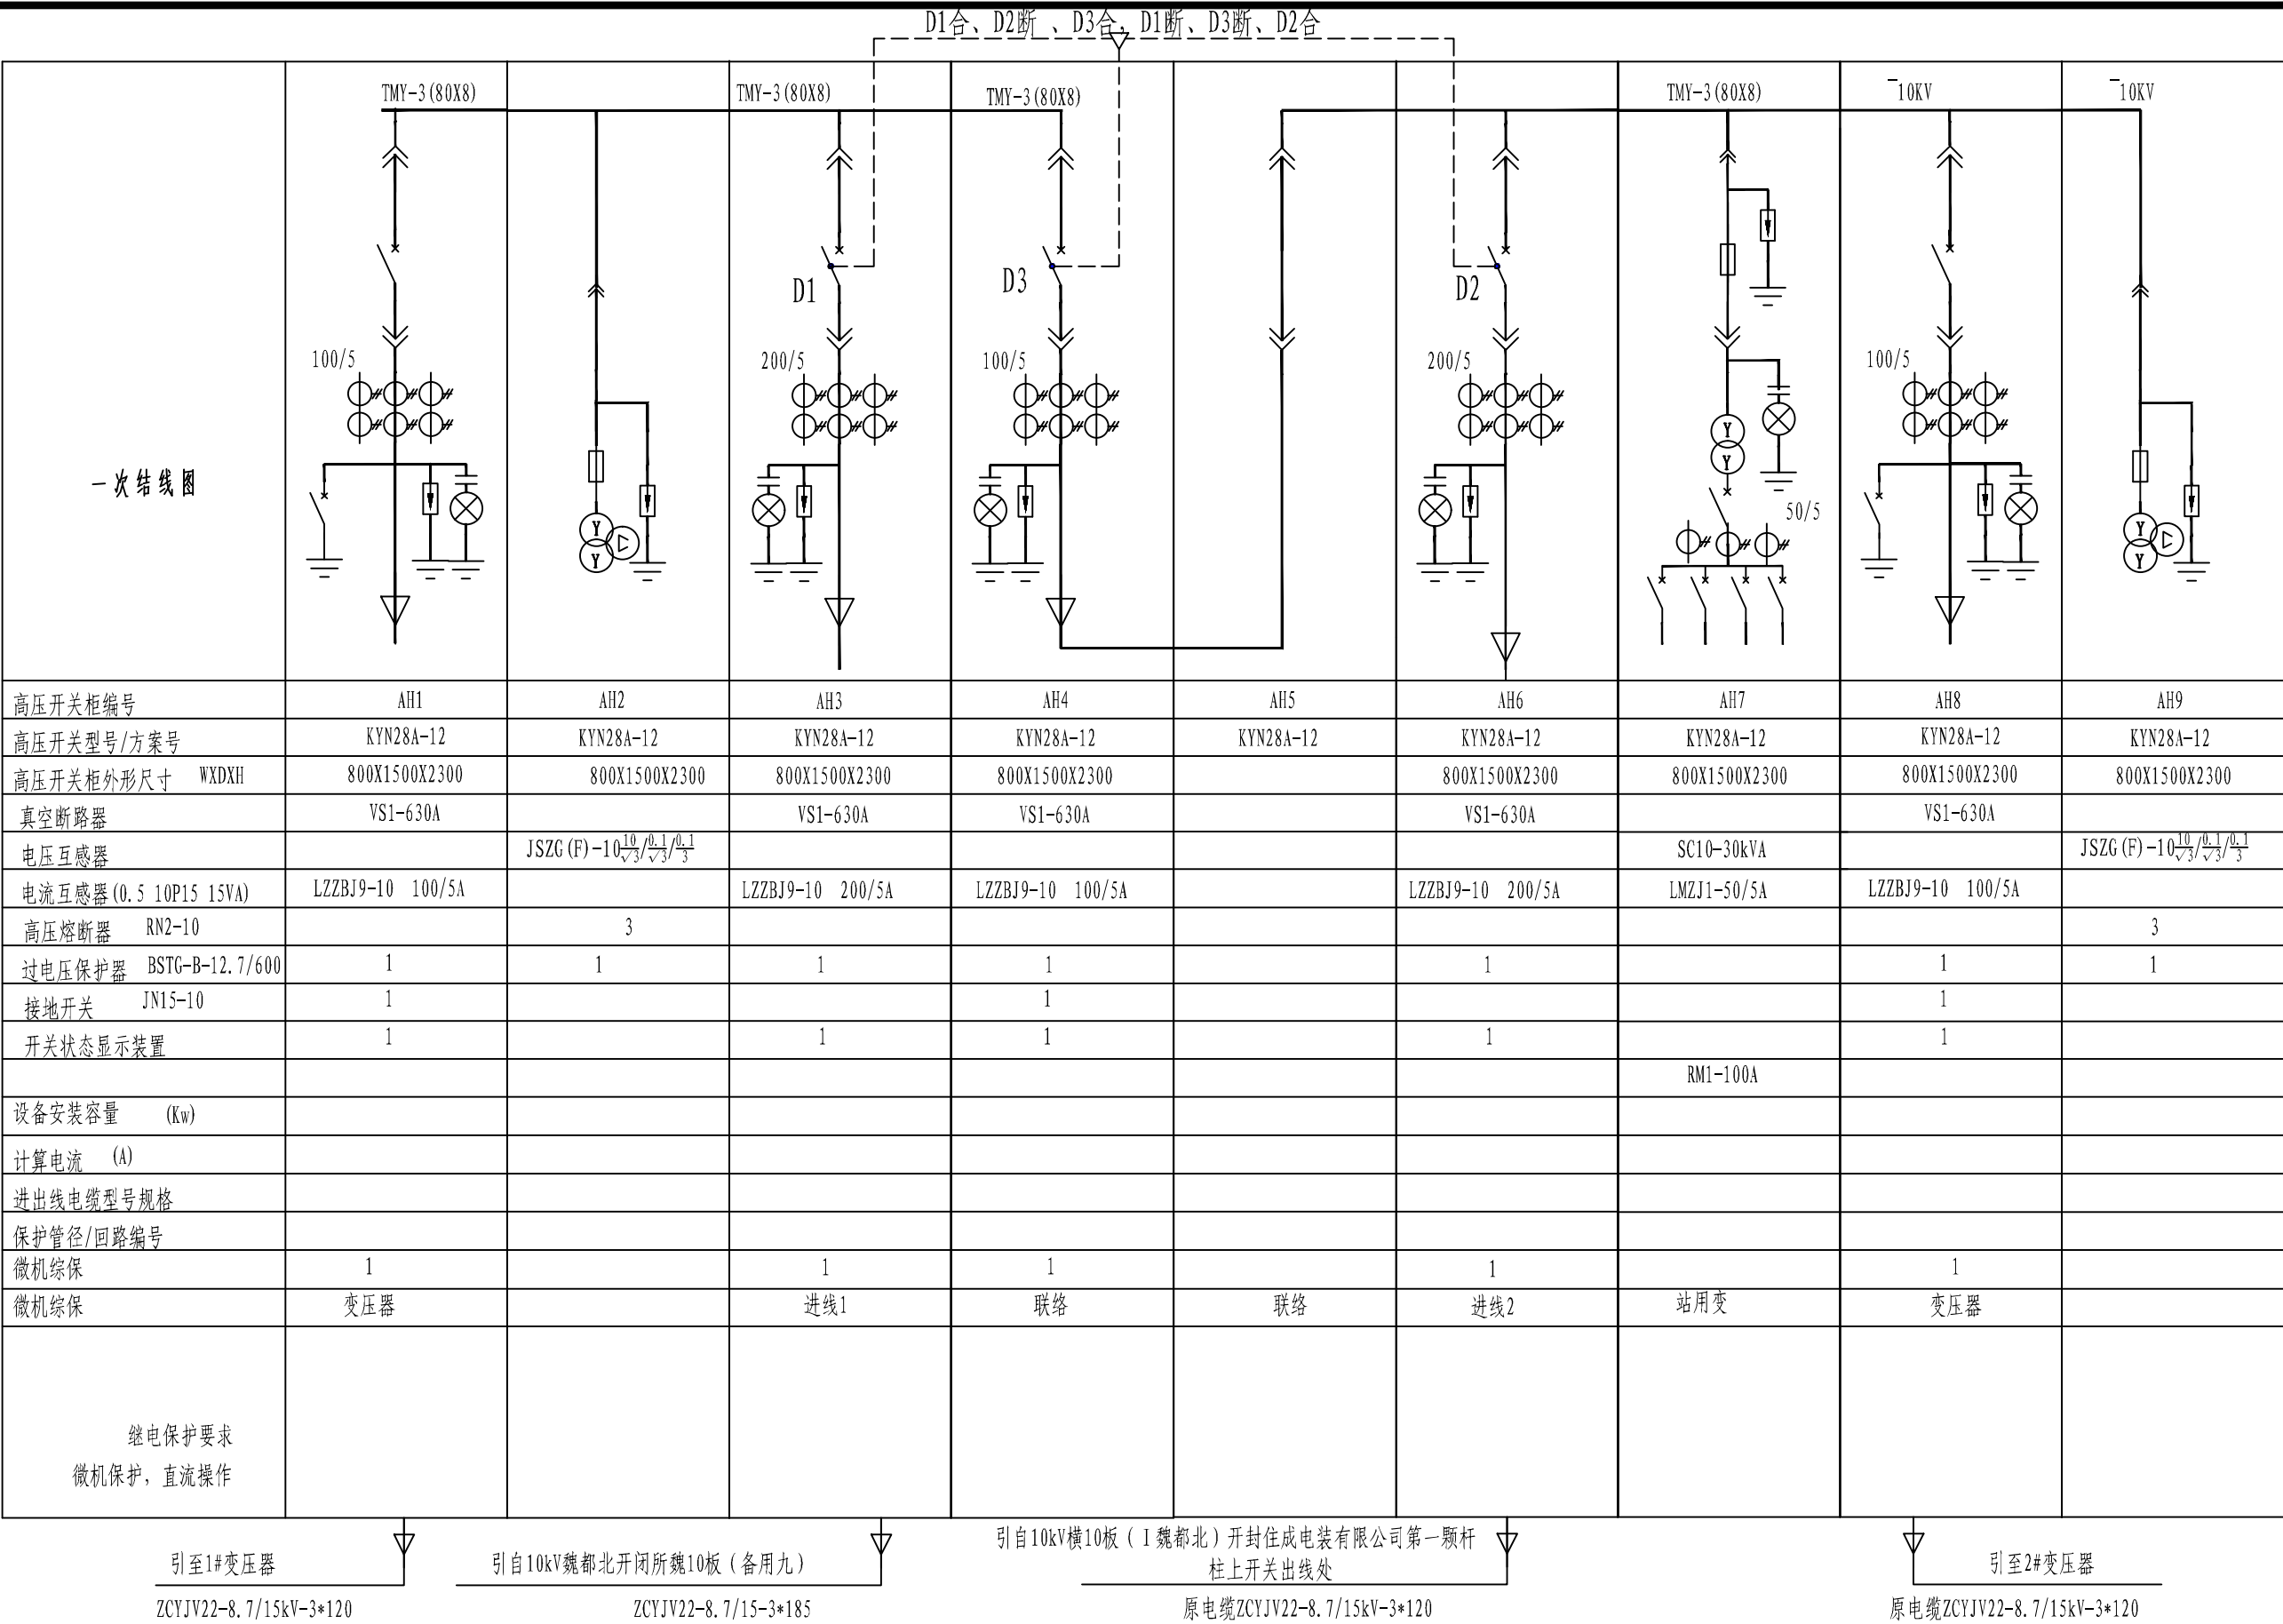 D1合、D2断 、D3合, D1断、D3断、D2合
TMY-3(80X8) TMY-3(80X8) TMY-3(80X8) TMY-3(80X8) 10KV 10KV
D1 D3 D2
100/5 200/5 100/5 200/5 100/5
一次结线图
50/5
Y Y
Y Y
Y Y
高压开关柜编号 AH1 AH2 AH3 AH4 AH5 AH6 AH7 AH8 AH9
高压开关型号/方案号 KYN28A-12 KYN28A-12 KYN28A-12 KYN28A-12 KYN28A-12 KYN28A-12 KYN28A-12 KYN28A-12 KYN28A-12
高压开关柜外形尺寸 WXDXH 800X1500X2300 800X1500X2300 800X1500X2300 800X1500X2300 800X1500X2300 800X1500X2300 800X1500X2300 800X1500X2300
真空断路器 VS1-630A VS1-630A VS1-630A VS1-630A VS1-630A
电压互感器 JSZG(F)-10 10/√3/0.1/√3/0.1/3 SC10-30kVA JSZG(F)-10 10/√3/0.1/√3/0.1/3
电流互感器(0.5 10P15 15VA) LZZBJ9-10 100/5A LZZBJ9-10 200/5A LZZBJ9-10 100/5A LZZBJ9-10 200/5A LMZJ1-50/5A LZZBJ9-10 100/5A
高压熔断器 RN2-10 3 3
过电压保护器 BSTG-B-12.7/600 1 1 1 1 1 1 1
接地开关 JN15-10 1 1 1
开关状态显示装置 1 1 1 1 1
RM1-100A
设备安装容量 (Kw)
计算电流 (A)
进出线电缆型号规格
保护管径/回路编号
微机综保 1 1 1 1 1
微机综保 变压器 进线1 联络 联络 进线2 站用变 变压器
继电保护要求
微机保护, 直流操作
引至1#变压器
ZCYJV22-8.7/15kV-3*120
引自10kV魏都北开闭所魏10板（备用九）
ZCYJV22-8.7/15-3*185
引自10kV横10板（Ⅰ魏都北）开封住成电装有限公司第一颗杆
柱上开关出线处
原电缆ZCYJV22-8.7/15kV-3*120
引至2#变压器
原电缆ZCYJV22-8.7/15kV-3*120